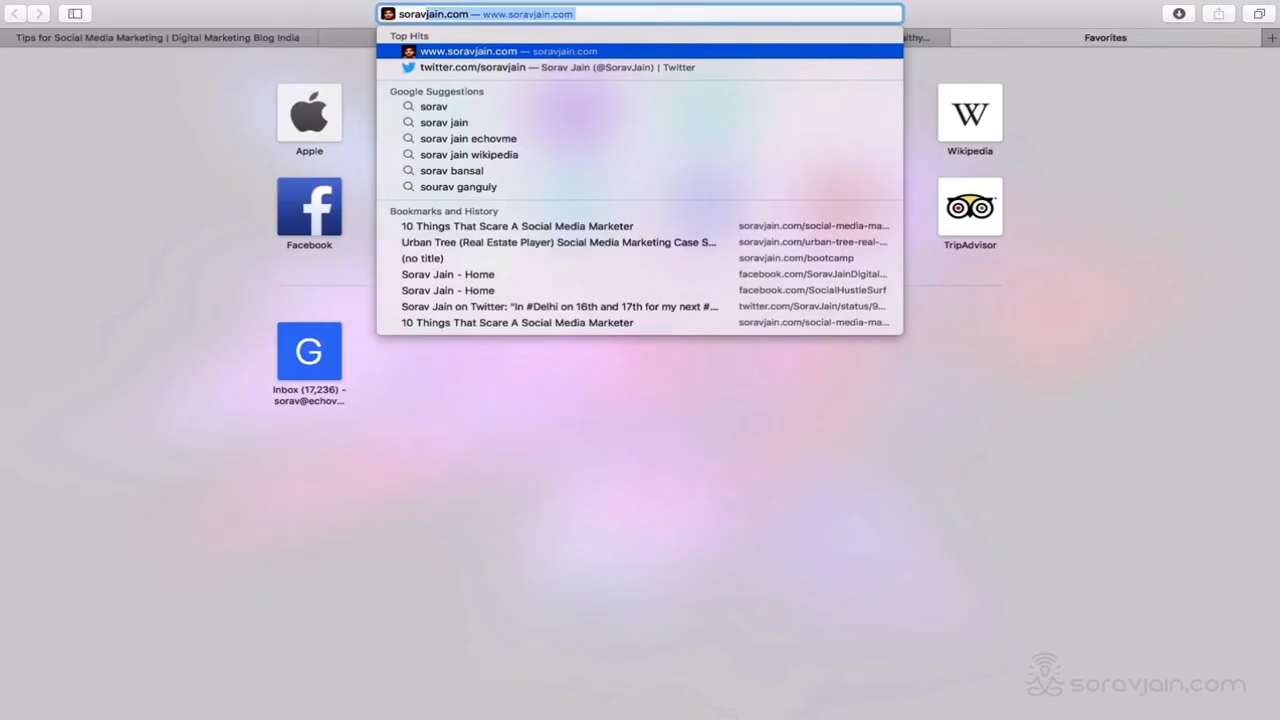 soravjain.com — www.soravjain.com
Tips for Social Media Marketing | Digital Marketing Blog India
althy...
Favorites
Top Hits
www.soravjain.com — soravjain.com
twitter.com/soravjain — Sorav Jain (@SoravJain) | Twitter
Google Suggestions
sorav
sorav jain
sorav jain echovme
sorav jain wikipedia
sorav bansal
sourav ganguly
Bookmarks and History
10 Things That Scare A Social Media Marketer soravjain.com/social-media-ma...
Urban Tree (Real Estate Player) Social Media Marketing Case S... soravjain.com/urban-tree-real-...
(no title) soravjain.com/bootcamp
Sorav Jain - Home facebook.com/SoravJainDigital...
Sorav Jain - Home facebook.com/SocialHustleSurf
Sorav Jain on Twitter: "In #Delhi on 16th and 17th for my next #... twitter.com/SoravJain/status/9...
10 Things That Scare A Social Media Marketer soravjain.com/social-media-ma...
Apple
W
Wikipedia
f
Facebook
TripAdvisor
G
Inbox (17,236) -
sorav@echov...
soravjain.com